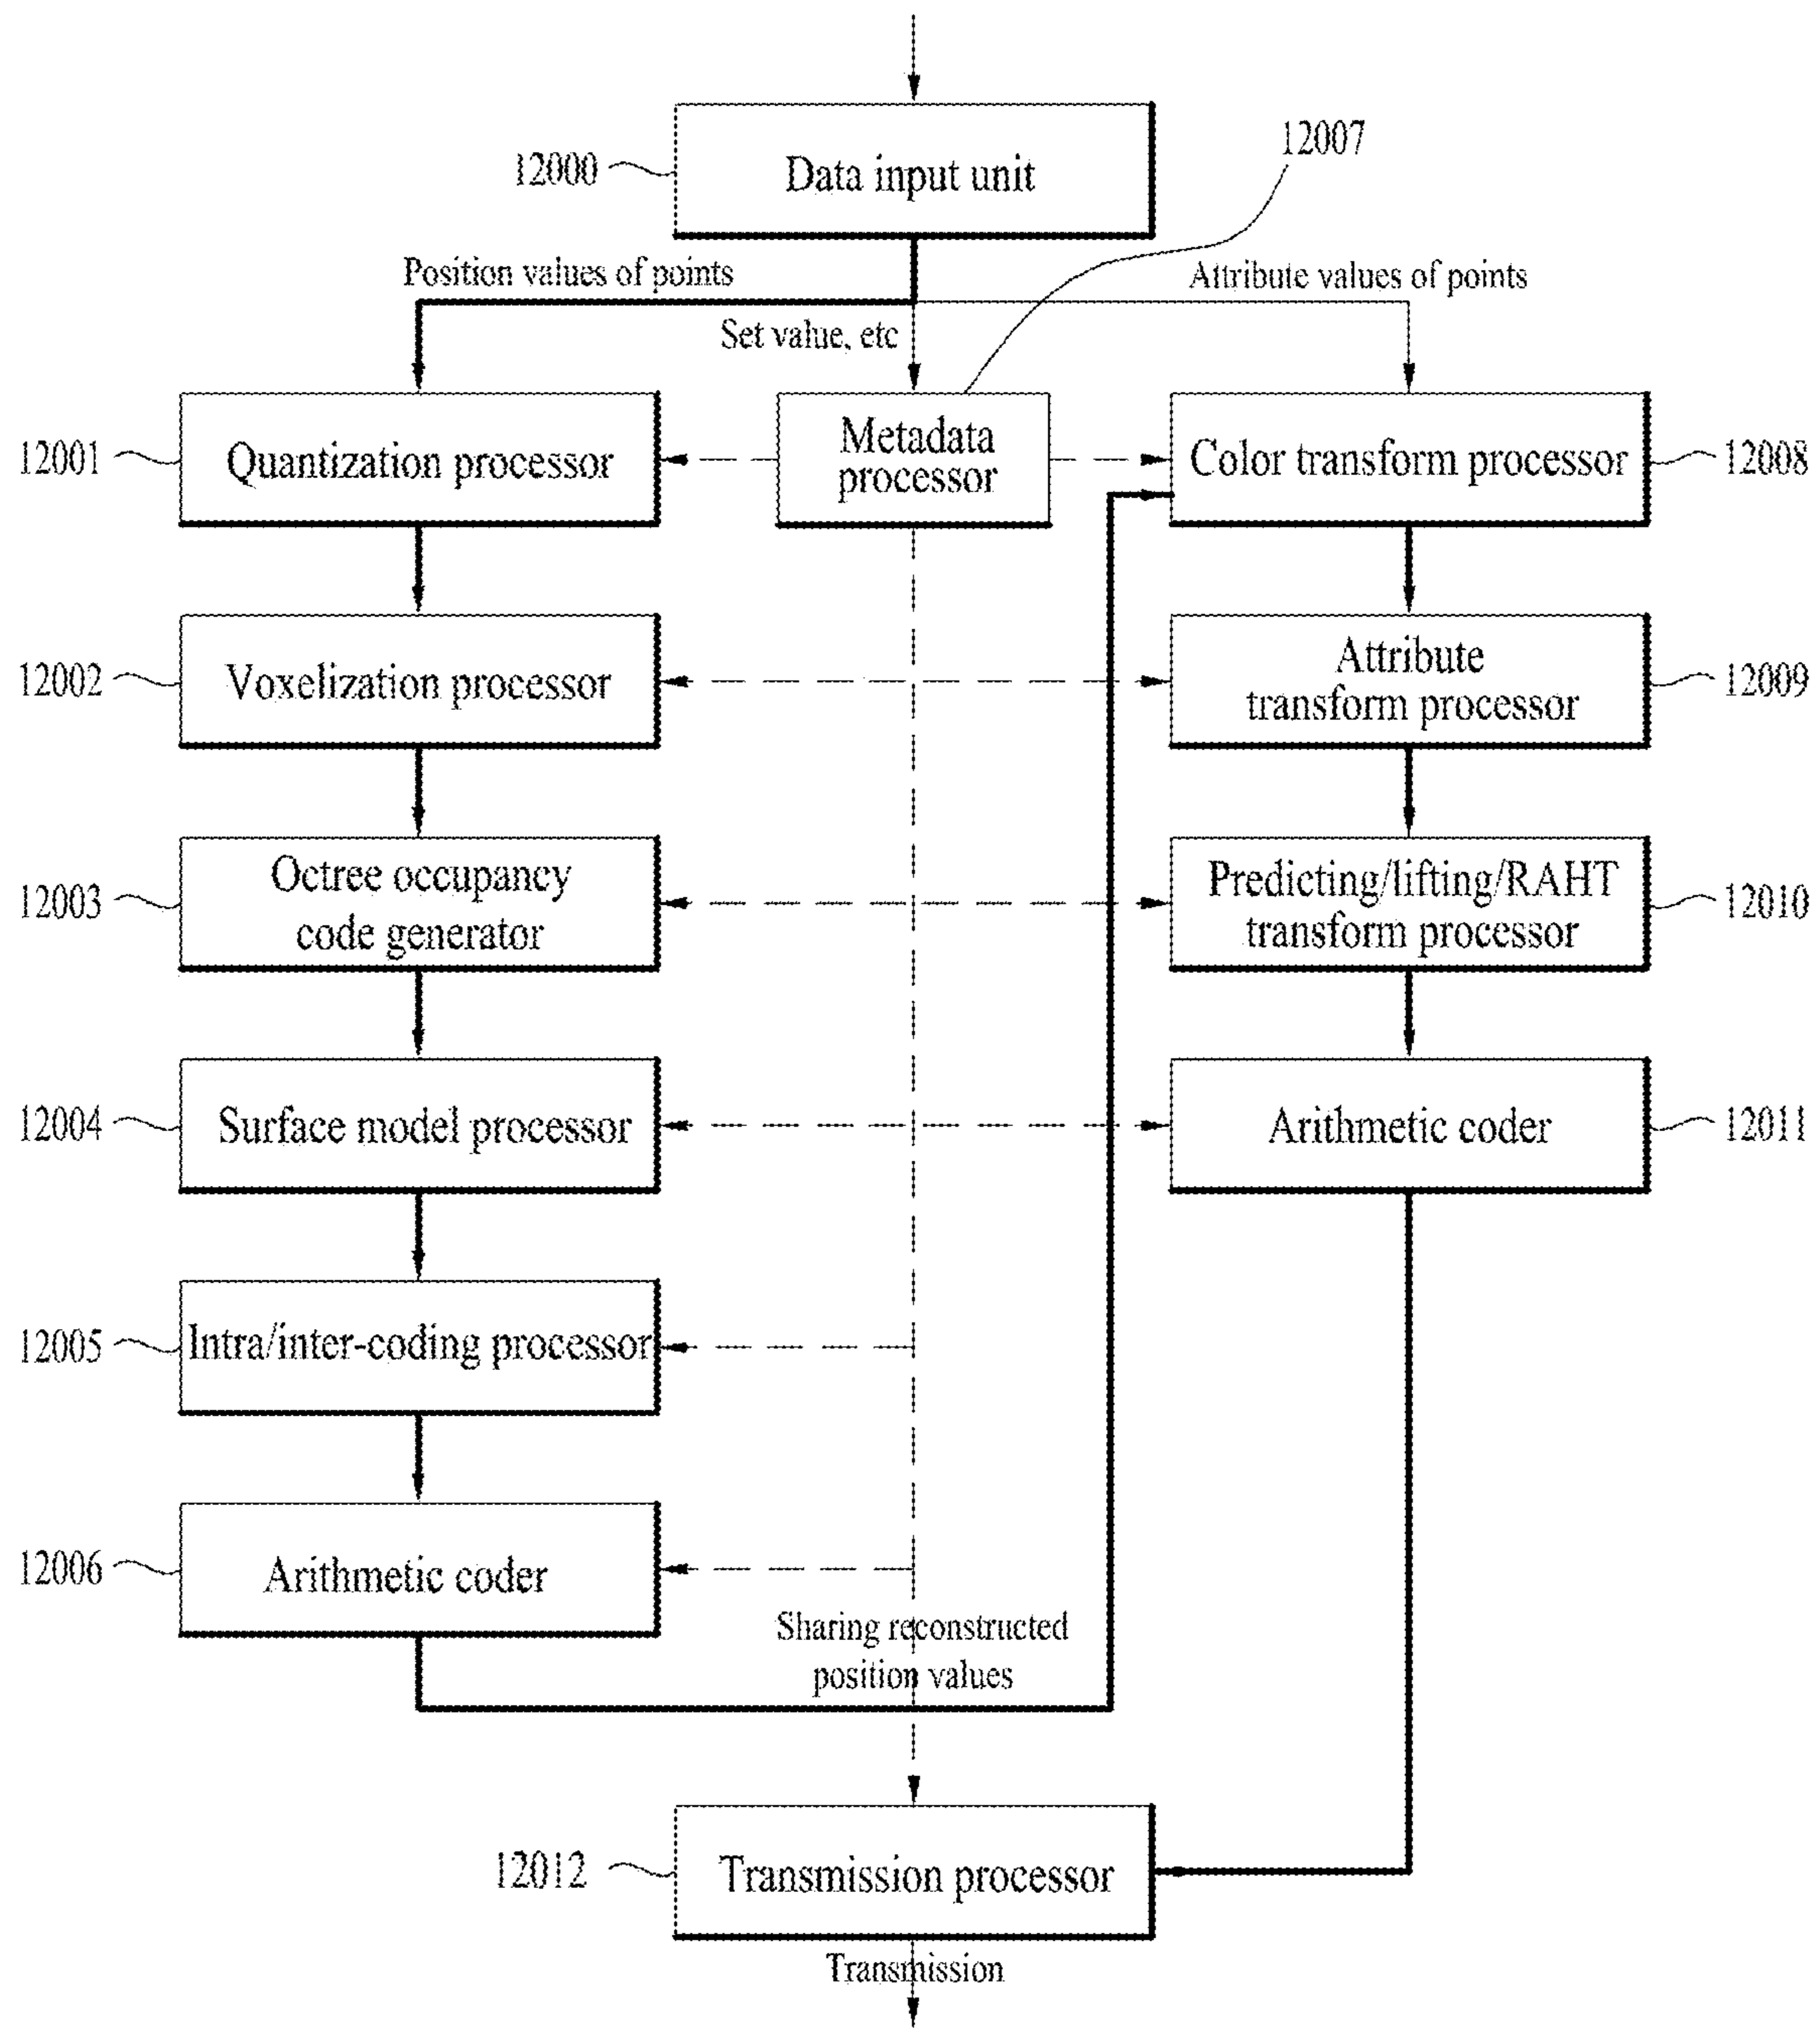 12000
Data input unit
12007
Position values of points
Set value, etc
Attribute values of points
12001
Quantization processor
Metadata
processor
Color transform processor
12008
12002
Voxelization processor
Attribute
transform processor
12009
12003
Octree occupancy
code generator
Predicting/lifting/RAHT
transform processor
12010
12004
Surface model processor
Arithmetic coder
12011
12005
Intra/inter-coding processor
12006
Arithmetic coder
Sharing reconstructed
position values
12012
Transmission processor
Transmission